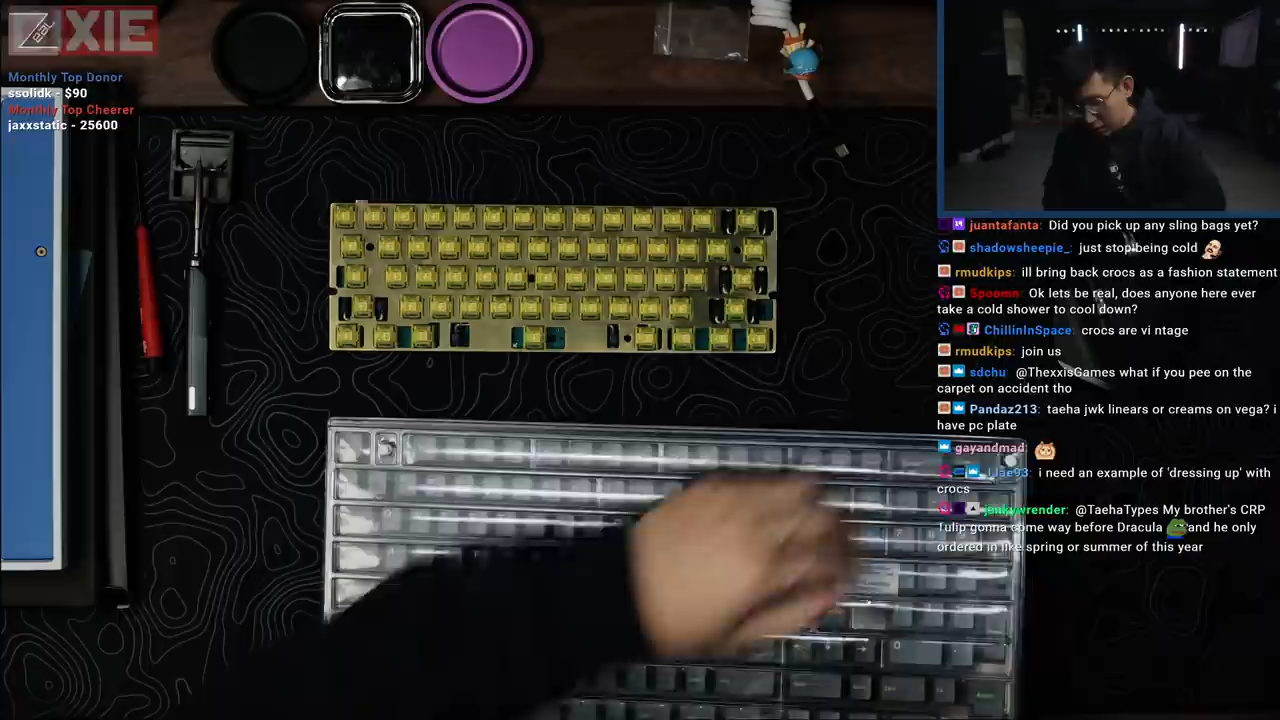 IXIE
Monthly Top Donor
ssolidk - $90
Monthly Top Cheerer
jaxxstatic - 25600
juantafanta: Did you pick up any sling bags yet?
shadowsheepie_: just stop being cold
rmudkips: ill bring back crocs as a fashion statement
Spoomn: Ok lets be real, does anyone here ever
take a cold shower to cool down?
ChillinInSpace: crocs are vi ntage
rmudkips: join us
sdchu: @ThexxisGames what if you pee on the
carpet on accident tho
Pandaz213: taeha jwk linears or creams on vega? i
have pc plate
gayandmad:
i need an example of 'dressing up' with
crocs
jankywrender: @TaehaTypes My brother's CRP
Tulip gonna come way before Dracula and he only
ordered in like spring or summer of this year